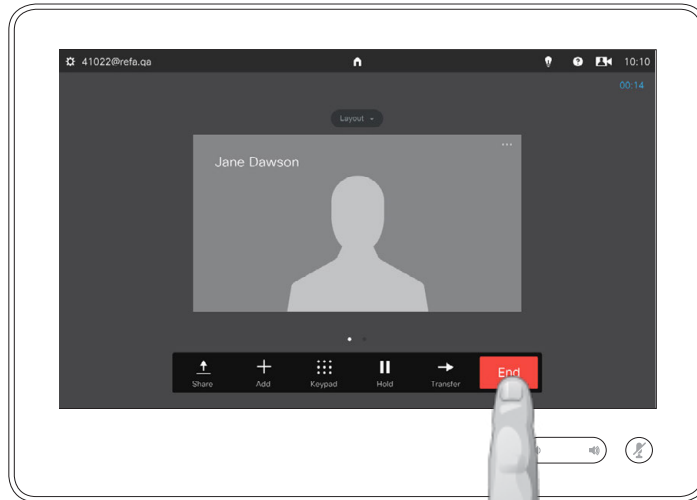 41022@refa.qa
10:10
00:14
Layout
Jane Dawson
Share
Add
Keypad
Hold
Transfer
End